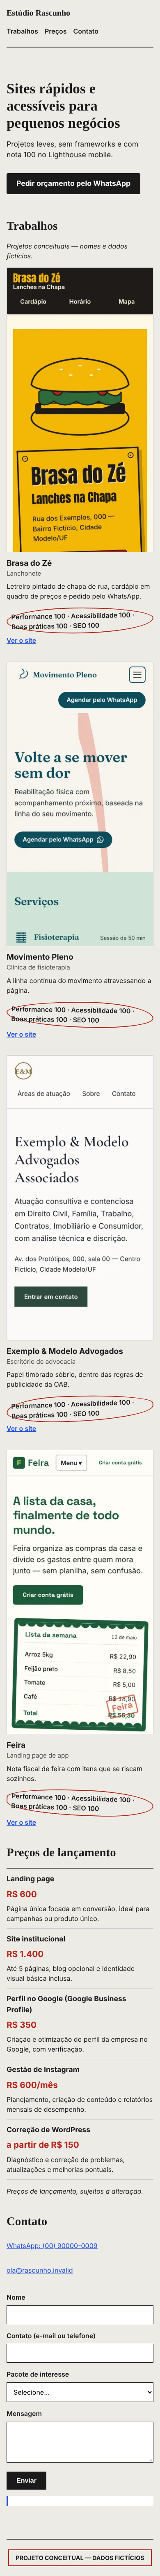 Estúdio Rascunho
Trabalhos Preços Contato
Sites rápidos e
acessíveis para
pequenos negócios
Projetos leves, sem frameworks e com
nota 100 no Lighthouse mobile.
Pedir orçamento pelo WhatsApp
Trabalhos
Projetos conceituais — nomes e dados
fictícios.
Brasa do Zé
Lanches na Chapa
Cardápio Horário Mapa
Brasa do Zé
Lanches na Chapa
Rua dos Exemplos, 000 —
Bairro Fictício, Cidade
Modelo/UF
Brasa do Zé
Lanchonete
Letreiro pintado de chapa de rua, cardápio em
quadro de preços e pedido pelo WhatsApp.
Performance 100 · Acessibilidade 100 ·
Boas práticas 100 · SEO 100
Ver o site
Movimento Pleno
Agendar pelo WhatsApp
Volte a se mover
sem dor
Reabilitação física com
acompanhamento próximo, baseada na
sua rotina e no seu movimento.
Agendar pelo WhatsApp
Serviços
Fisioterapia Sessão de 50 min
Movimento Pleno
Clínica de fisioterapia
A linha contínua do movimento atravessando a
página.
Performance 100 · Acessibilidade 100 ·
Boas práticas 100 · SEO 100
Ver o site
E&M
Áreas de atuação Sobre Contato
Exemplo & Modelo
Advogados
Associados
Atuação consultiva e contenciosa
em Direito Civil, Família, Trabalho,
Contratos, Imobiliário e Consumidor,
com análise técnica e discrição.
Av. dos Protótipos, 000, sala 00 — Centro
Fictício, Cidade Modelo/UF
Entrar em contato
Exemplo & Modelo Advogados
Escritório de advocacia
Papel timbrado sóbrio, dentro das regras de
publicidade da OAB.
Performance 100 · Acessibilidade 100 ·
Boas práticas 100 · SEO 100
Ver o site
F Feira Menu ▾ Criar conta grátis
A lista da casa,
finalmente de todo
mundo.
Feira organiza as compras da casa e
divide os gastos entre quem mora
junto — sem planilha, sem confusão.
Criar conta grátis
Lista da semana 12 de maio
Arroz 5kg R$ 22,90
Feijão preto R$ 8,50
Tomate R$ 5,00
Café R$ 18,90
Total R$ 55,30
Feira
Feira
Landing page de app
Nota fiscal de feira com itens que se riscam
sozinhos.
Performance 100 · Acessibilidade 100 ·
Boas práticas 100 · SEO 100
Ver o site
Preços de lançamento
Landing page
R$ 600
Página única focada em conversão, ideal para
campanhas ou produto único.
Site institucional
R$ 1.400
Até 5 páginas, blog opcional e identidade
visual básica inclusa.
Perfil no Google (Google Business
Profile)
R$ 350
Criação e otimização do perfil da empresa no
Google, com verificação.
Gestão de Instagram
R$ 600/mês
Planejamento, criação de conteúdo e relatórios
mensais de desempenho.
Correção de WordPress
a partir de R$ 150
Diagnóstico e correção de problemas,
atualizações e melhorias pontuais.
Preços de lançamento, sujeitos a alteração.
Contato
WhatsApp: (00) 90000-0009
ola@rascunho.invalid
Nome
Contato (e-mail ou telefone)
Pacote de interesse
Selecione...
Mensagem
Enviar
PROJETO CONCEITUAL — DADOS FICTÍCIOS